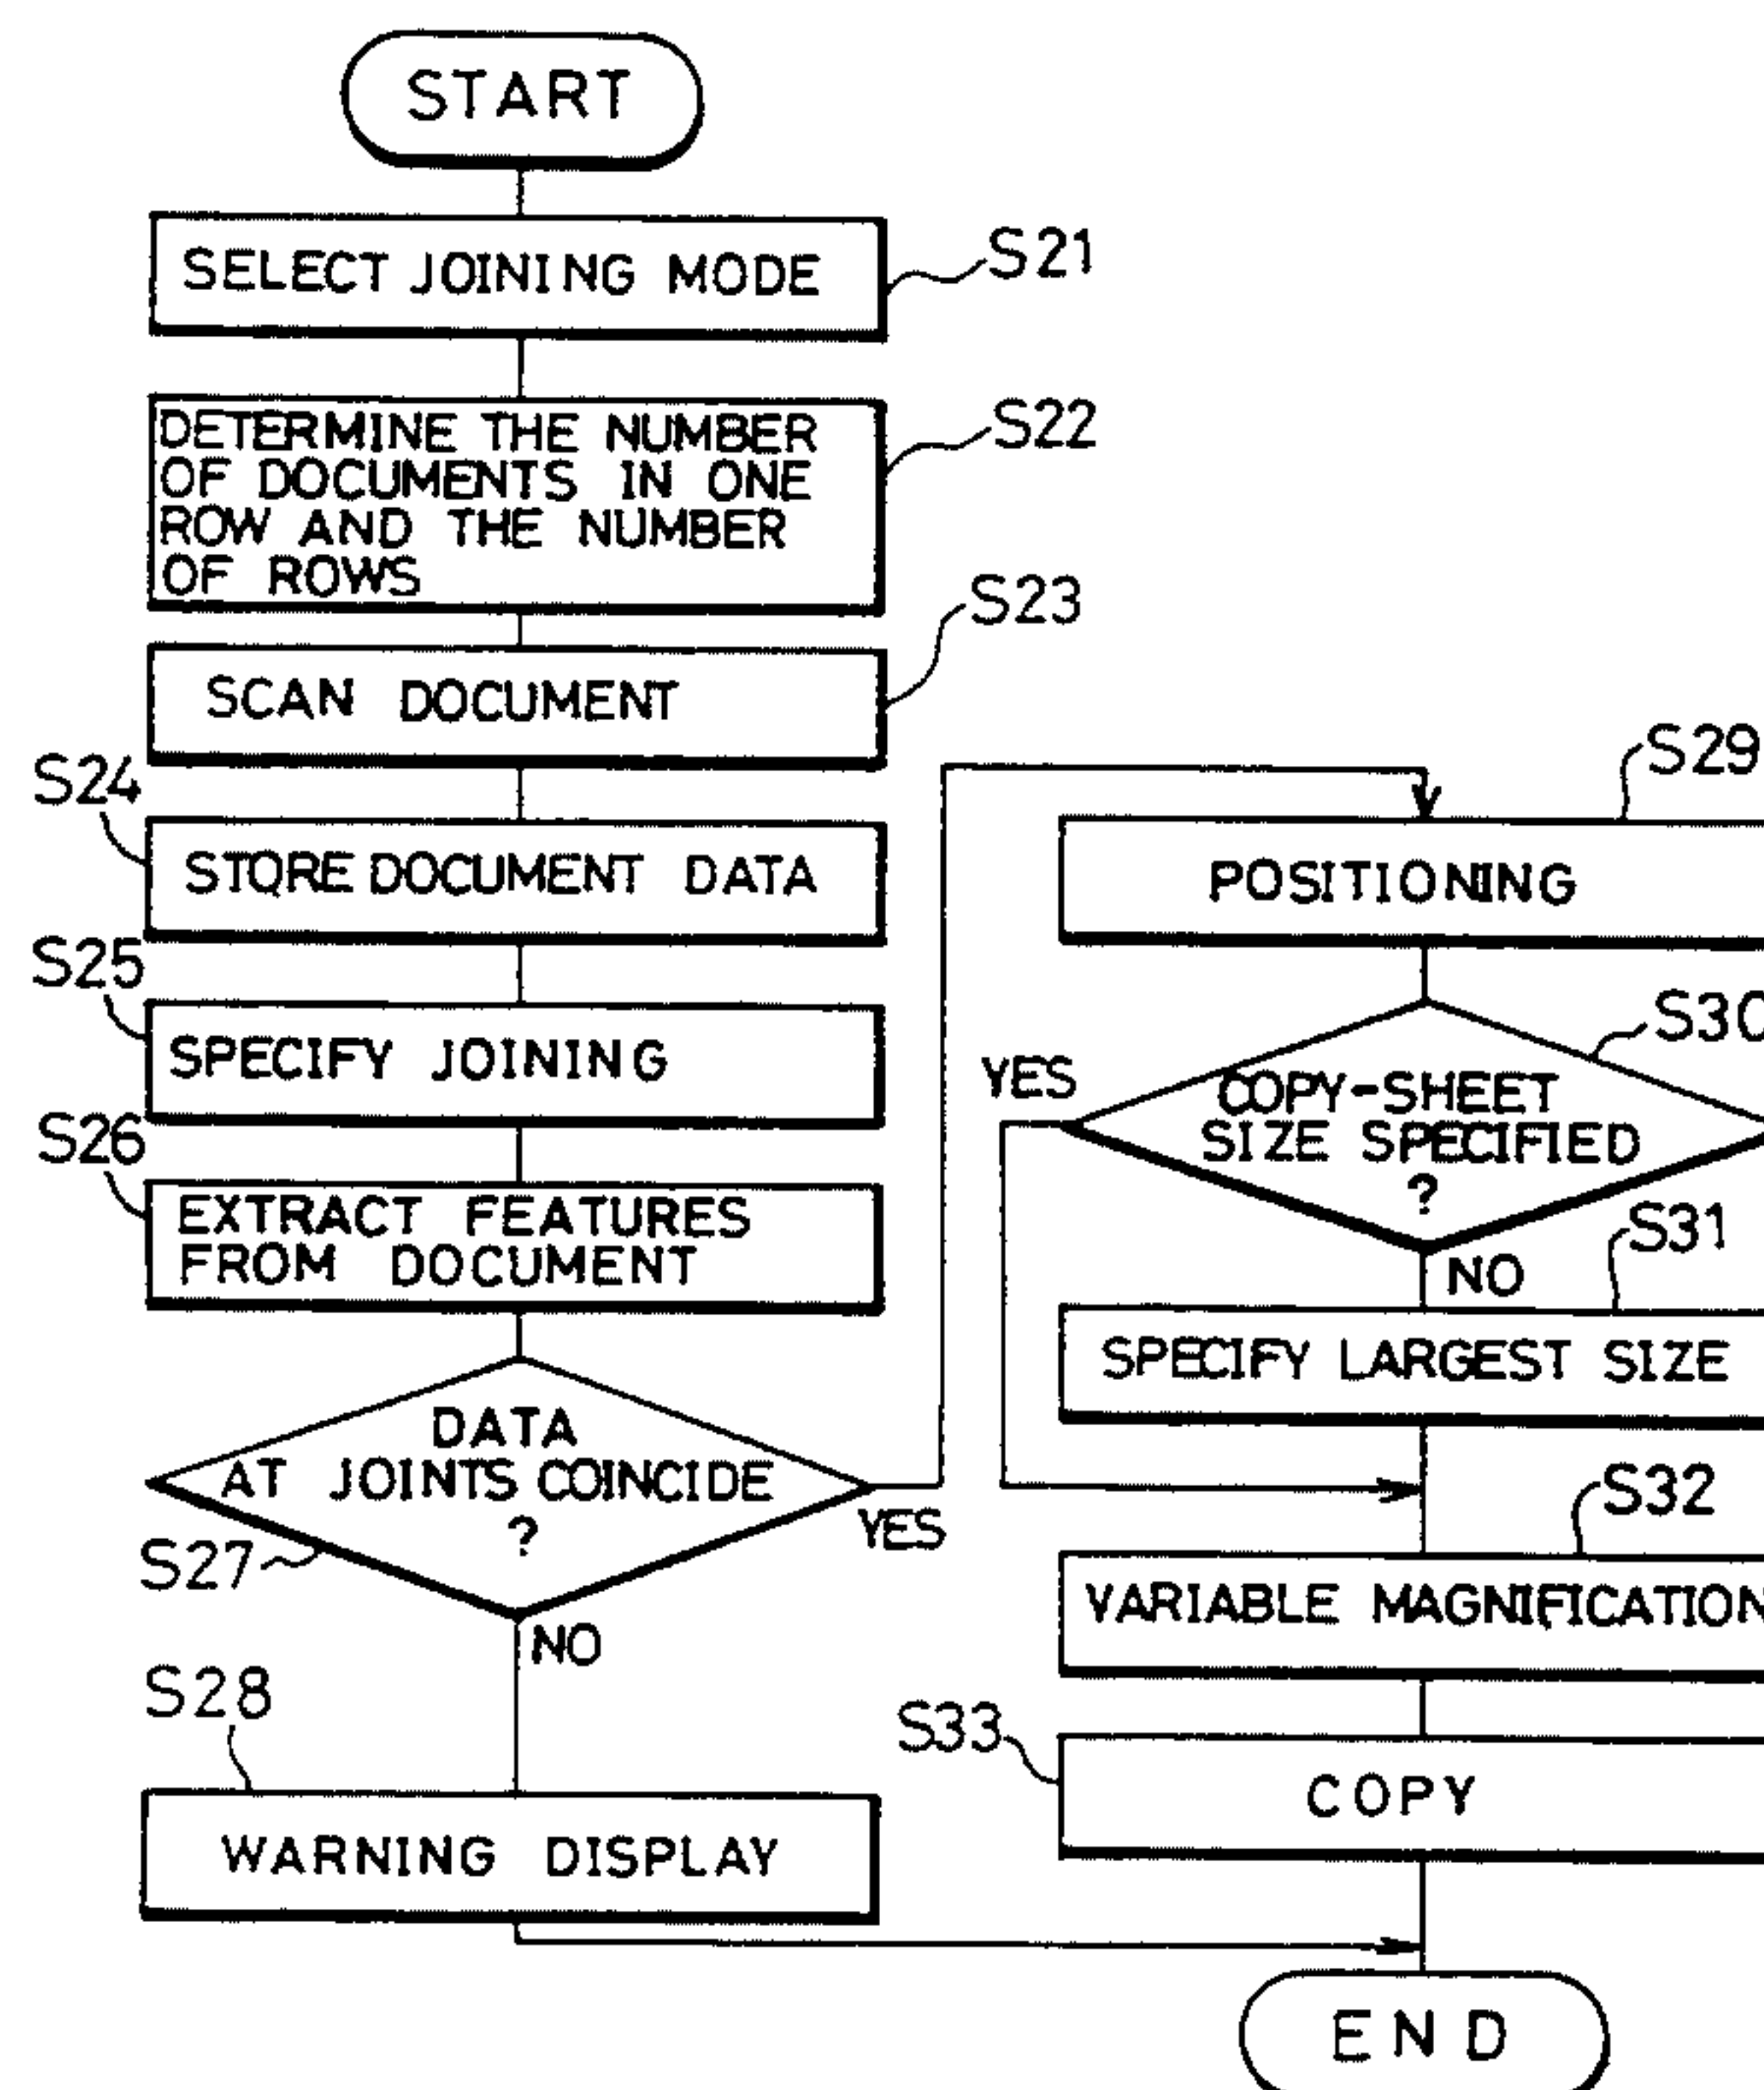 START
SELECT JOINING MODE
S21
DETERMINE THE NUMBER
OF DOCUMENTS IN ONE
ROW AND THE NUMBER
OF ROWS
S22
SCAN DOCUMENT
S23
S24
STORE DOCUMENT DATA
S25
SPECIFY JOINING
S26
EXTRACT FEATURES
FROM DOCUMENT
DATA
AT JOINTS COINCIDE
?
YES
S27
NO
S28
WARNING DISPLAY
S29
POSITIONING
S30
YES
COPY-SHEET
SIZE SPECIFIED
?
NO
S31
SPECIFY LARGEST SIZE
S32
VARIABLE MAGNIFICATION
S33
COPY
END